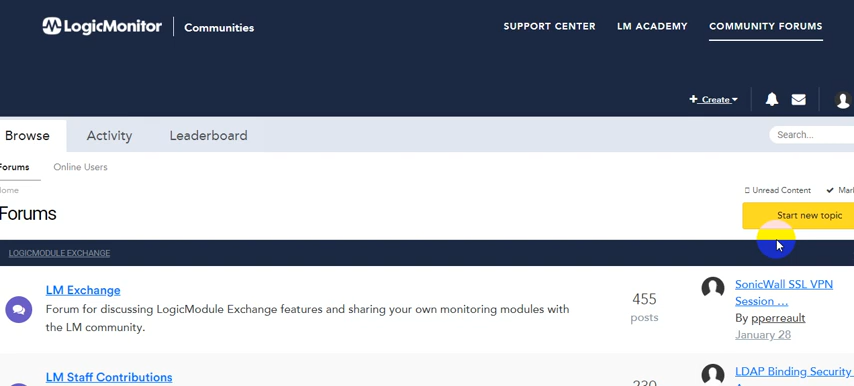 LogicMonitor Communities SUPPORT CENTER LM ACADEMY COMMUNITY FORUMS
+ Create
Browse Activity Leaderboard Search...
Forums Online Users
Home Unread Content
Forums Start new topic
LOGICMODULE EXCHANGE
LM Exchange
Forum for discussing LogicModule Exchange features and sharing your own monitoring modules with
the LM community.
455
posts
SonicWall SSL VPN
Session ...
By pperreault
January 28
LM Staff Contributions
230
LDAP Binding Security